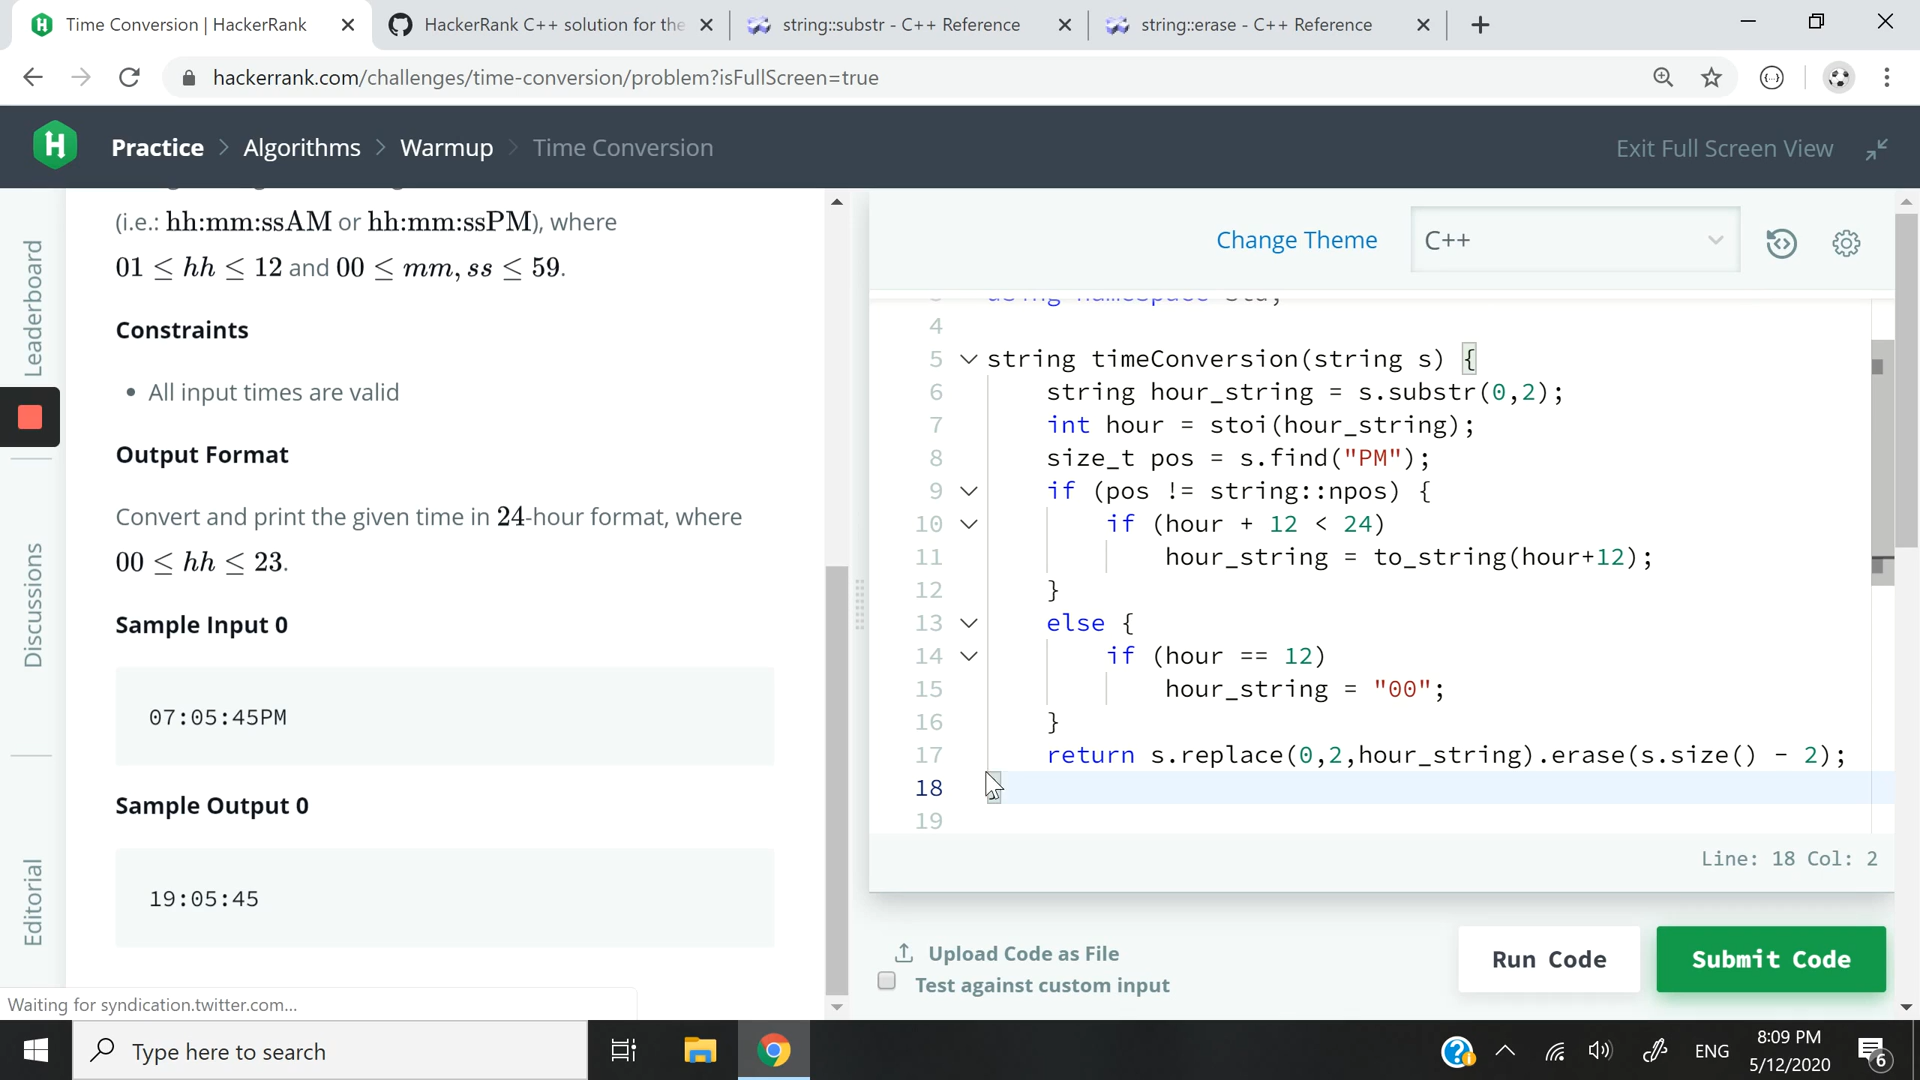 Time Conversion | HackerRank
HackerRank C++ solution for the
string::substr - C++ Reference
string::erase - C++ Reference
hackerrank.com/challenges/time-conversion/problem?isFullScreen=true
Practice > Algorithms > Warmup > Time Conversion
Exit Full Screen View
Leaderboard
Discussions
Editorial
(i.e.: hh:mm:ssAM or hh:mm:ssPM), where
01 ≤ hh ≤ 12 and 00 ≤ mm, ss ≤ 59.
Constraints
• All input times are valid
Output Format
Convert and print the given time in 24-hour format, where
00 ≤ hh ≤ 23.
Sample Input 0
07:05:45PM
Sample Output 0
19:05:45
Waiting for syndication.twitter.com...
Change Theme
C++
4
5 string timeConversion(string s) {
6 string hour_string = s.substr(0,2);
7 int hour = stoi(hour_string);
8 size_t pos = s.find("PM");
9 if (pos != string::npos) {
10 if (hour + 12 < 24)
11 hour_string = to_string(hour+12);
12 }
13 else {
14 if (hour == 12)
15 hour_string = "00";
16 }
17 return s.replace(0,2,hour_string).erase(s.size() - 2);
18
19
Line: 18 Col: 2
Upload Code as File
Test against custom input
Run Code
Submit Code
Type here to search
ENG
8:09 PM
5/12/2020
6